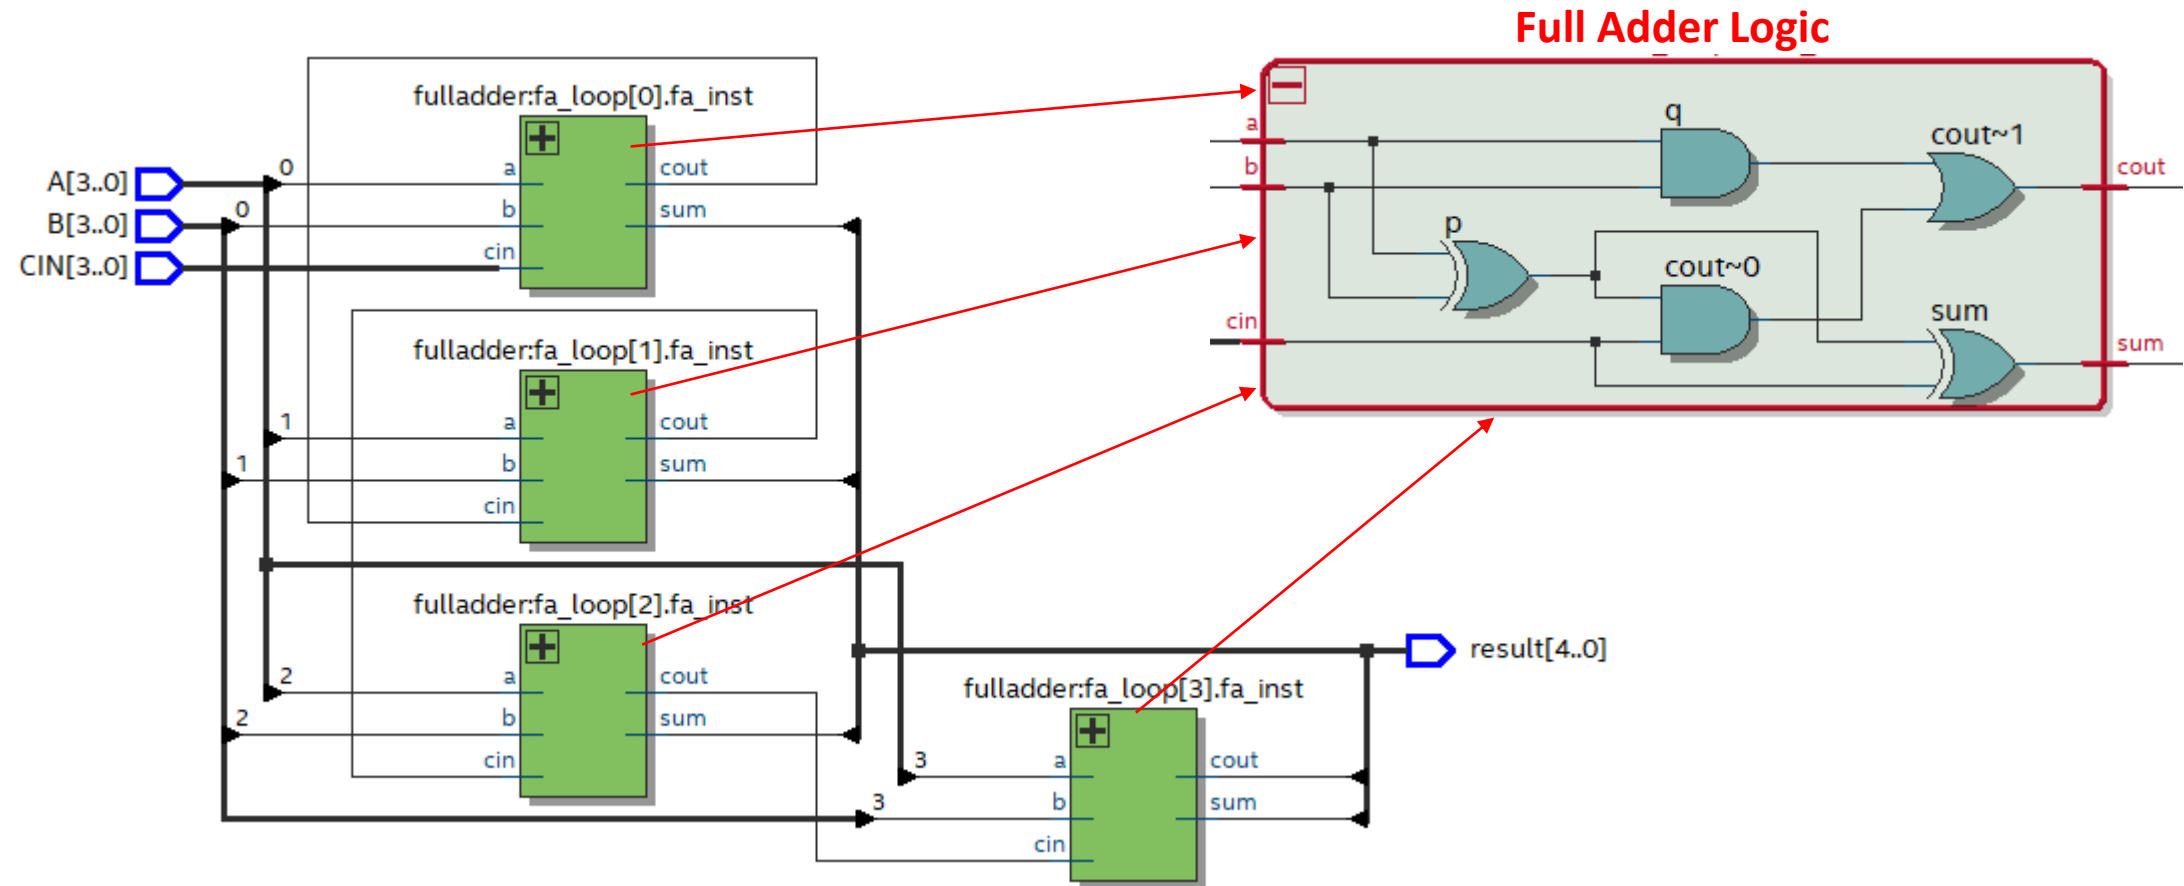 Full Adder Logic
fulladder:fa_loop[0].fa_inst
A[3..0]
0
a
cout
B[3..0]
0
b
sum
CIN[3..0]
cin
fulladder:fa_loop[1].fa_inst
1
a
cout
1
b
sum
cin
fulladder:fa_loop[2].fa_inst
2
a
cout
2
b
sum
cin
fulladder:fa_loop[3].fa_inst
3
a
cout
3
b
sum
cin
result[4..0]
a
b
cin
q
p
cout~0
cout~1
sum
cout
sum